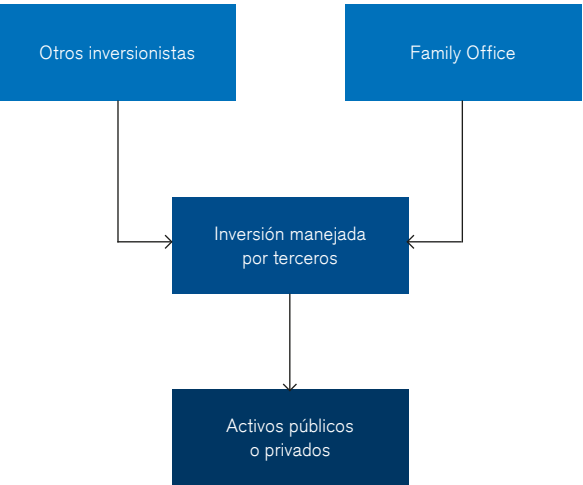 Otros inversionistas
Family Office
Inversión manejada
por terceros
Activos públicos
o privados